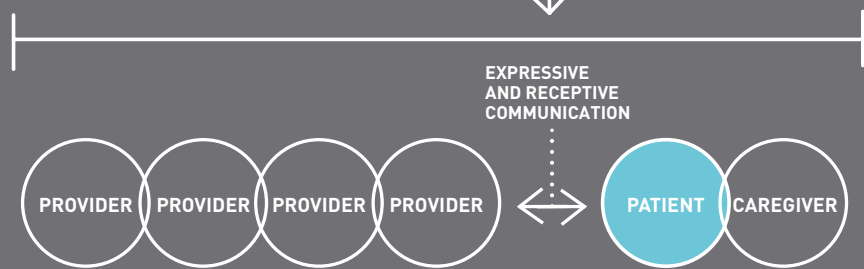 EXPRESSIVE
AND RECEPTIVE
COMMUNICATION
PROVIDER PROVIDER PROVIDER PROVIDER PATIENT CAREGIVER